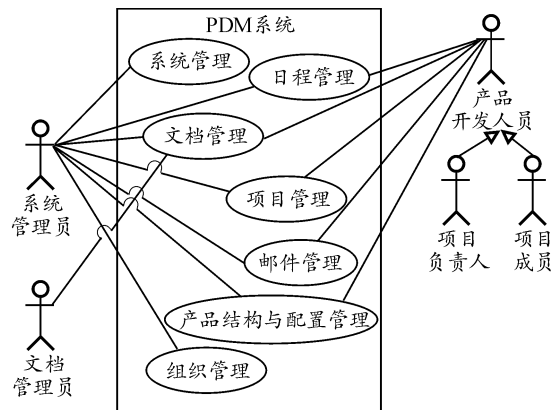 PDM系统
系统管理
日程管理
文档管理
项目管理
邮件管理
产品结构与配置管理
组织管理
系统
管理员
文档
管理员
产品
开发人员
项目
负责人
项目
成员